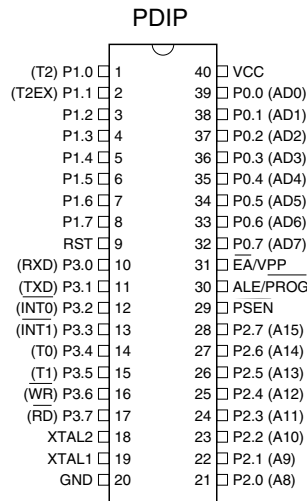 PDIP
(T2) P1.0 1 40 VCC
(T2EX) P1.1 2 39 P0.0 (AD0)
P1.2 3 38 P0.1 (AD1)
P1.3 4 37 P0.2 (AD2)
P1.4 5 36 P0.3 (AD3)
P1.5 6 35 P0.4 (AD4)
P1.6 7 34 P0.5 (AD5)
P1.7 8 33 P0.6 (AD6)
RST 9 32 P0.7 (AD7)
(RXD) P3.0 10 31 E̅A̅/VPP
(TXD) P3.1 11 30 ALE/P̅R̅O̅G̅
(I̅N̅T̅0̅) P3.2 12 29 P̅S̅E̅N̅
(I̅N̅T̅1̅) P3.3 13 28 P2.7 (A15)
(T0) P3.4 14 27 P2.6 (A14)
(T1) P3.5 15 26 P2.5 (A13)
(W̅R̅) P3.6 16 25 P2.4 (A12)
(R̅D̅) P3.7 17 24 P2.3 (A11)
XTAL2 18 23 P2.2 (A10)
XTAL1 19 22 P2.1 (A9)
GND 20 21 P2.0 (A8)